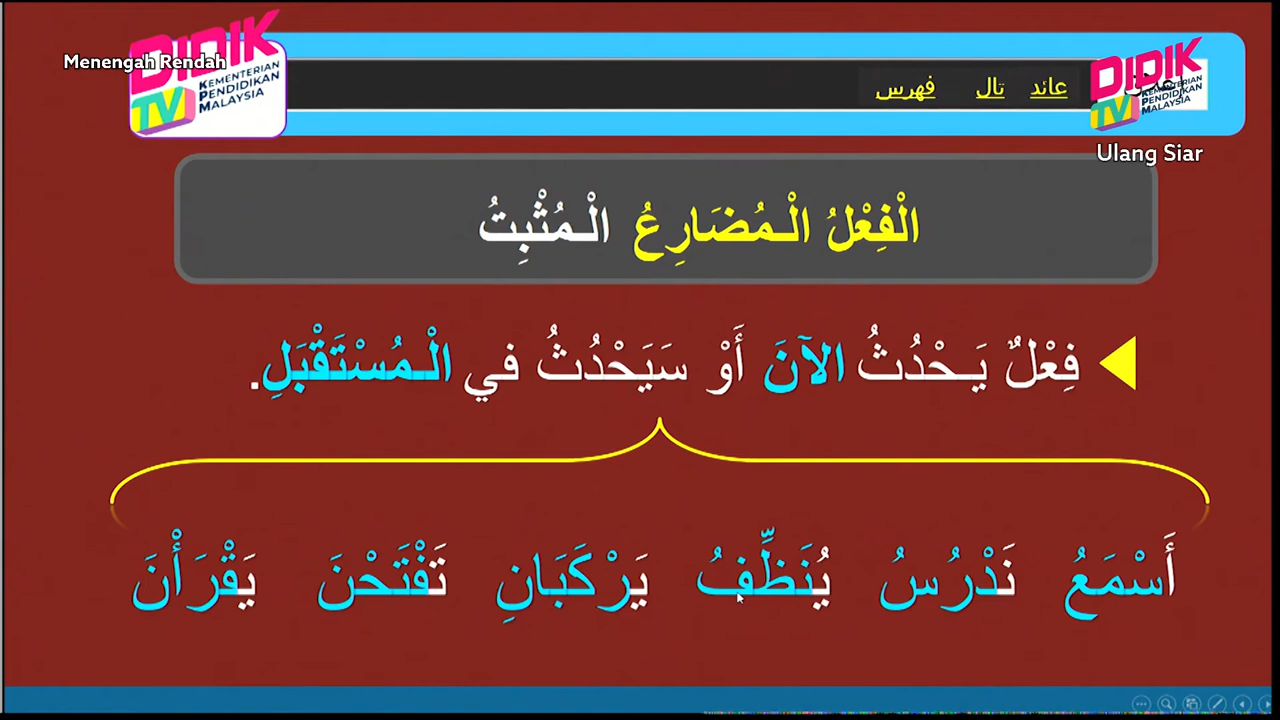 Menengah Rendah
DIDIK
TV
KEMENTERIAN
PENDIDIKAN
MALAYSIA
عائد تال فهرس
DIDIK
TV
KEMENTERIAN
PENDIDIKAN
MALAYSIA
Ulang Siar
الْفِعْلُ الْـمُضَارِعُ الْـمُثْبِتُ
فِعْلٌ يَـحْدُثُ الآنَ أَوْ سَيَحْدُثُ في الْـمُسْتَقْبَلِ.
أَسْمَعُ نَدْرُسُ يُنَظِّفُ يَرْكَبَانِ تَفْتَحْنَ يَقْرَأْنَ